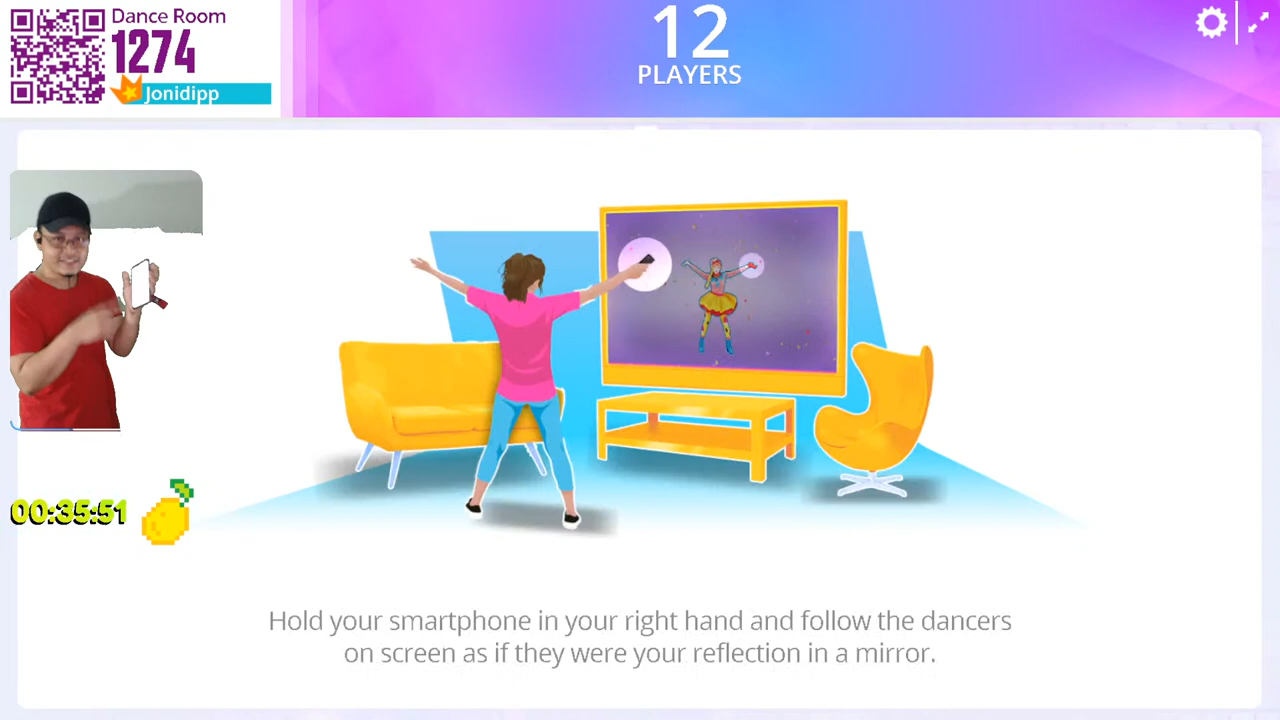 Dance Room
1274
Jonidipp
12
PLAYERS
00:35:51
Hold your smartphone in your right hand and follow the dancers
on screen as if they were your reflection in a mirror.